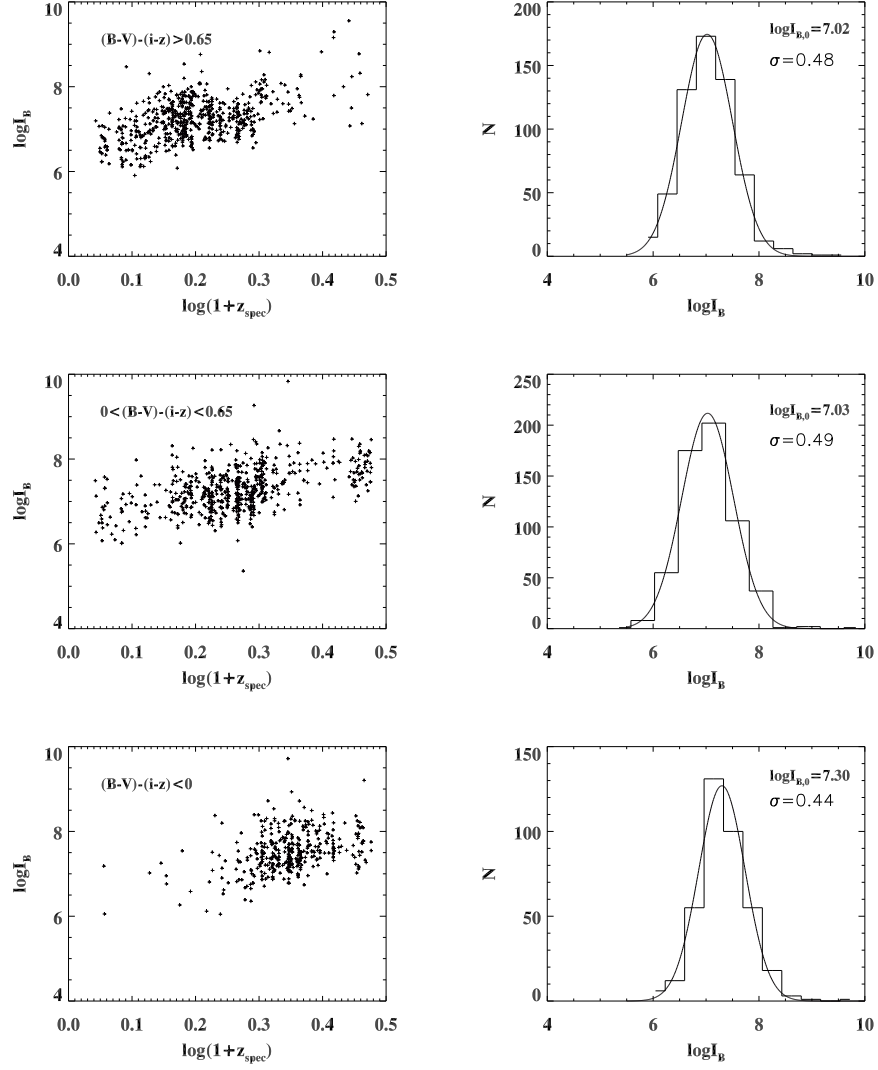 10
8
6
4
logI_B
(B-V)-(i-z)>0.65
0.0 0.1 0.2 0.3 0.4 0.5
log(1+z_spec)
200
150
100
50
0
N
logI_B,0=7.02
σ=0.48
4 6 8 10
logI_B
10
8
6
4
logI_B
0<(B-V)-(i-z)<0.65
0.0 0.1 0.2 0.3 0.4 0.5
log(1+z_spec)
250
200
150
100
50
0
N
logI_B,0=7.03
σ=0.49
4 6 8 10
logI_B
10
8
6
4
logI_B
(B-V)-(i-z)<0
0.0 0.1 0.2 0.3 0.4 0.5
log(1+z_spec)
150
100
50
0
N
logI_B,0=7.30
σ=0.44
4 6 8 10
logI_B